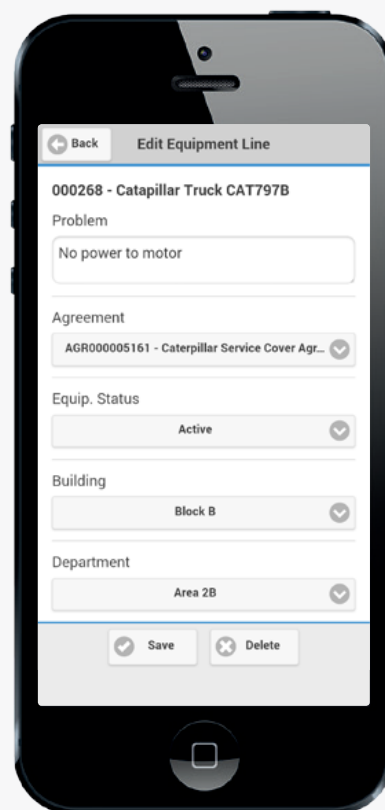 Back
Edit Equipment Line
000268 - Catapillar Truck CAT797B
Problem
No power to motor
Agreement
AGR000005161 - Caterpillar Service Cover Agr...
Equip. Status
Active
Building
Block B
Department
Area 2B
Save
Delete